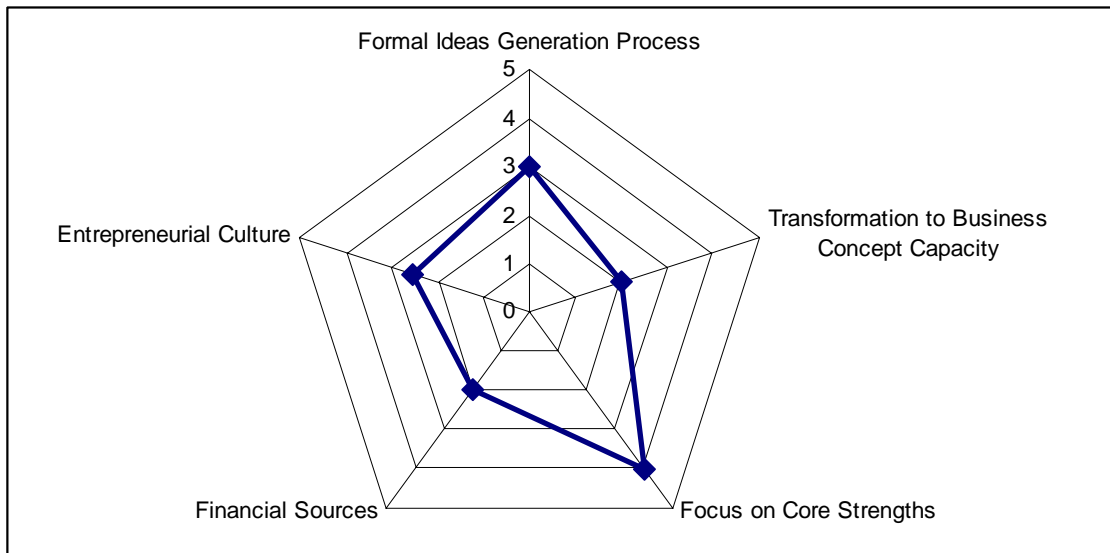 Formal Ideas Generation Process
5
4
3
2
1
0
Entrepreneurial Culture
Transformation to Business
Concept Capacity
Financial Sources
Focus on Core Strengths